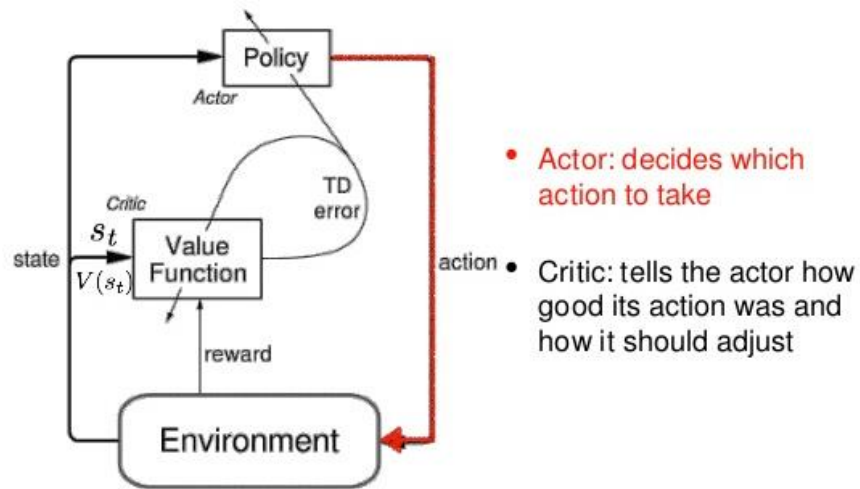 Policy
Actor
TD
error
Critic
s_t
Value
Function
state
V(s_t)
action
reward
Environment
• Actor: decides which
action to take
• Critic: tells the actor how
good its action was and
how it should adjust